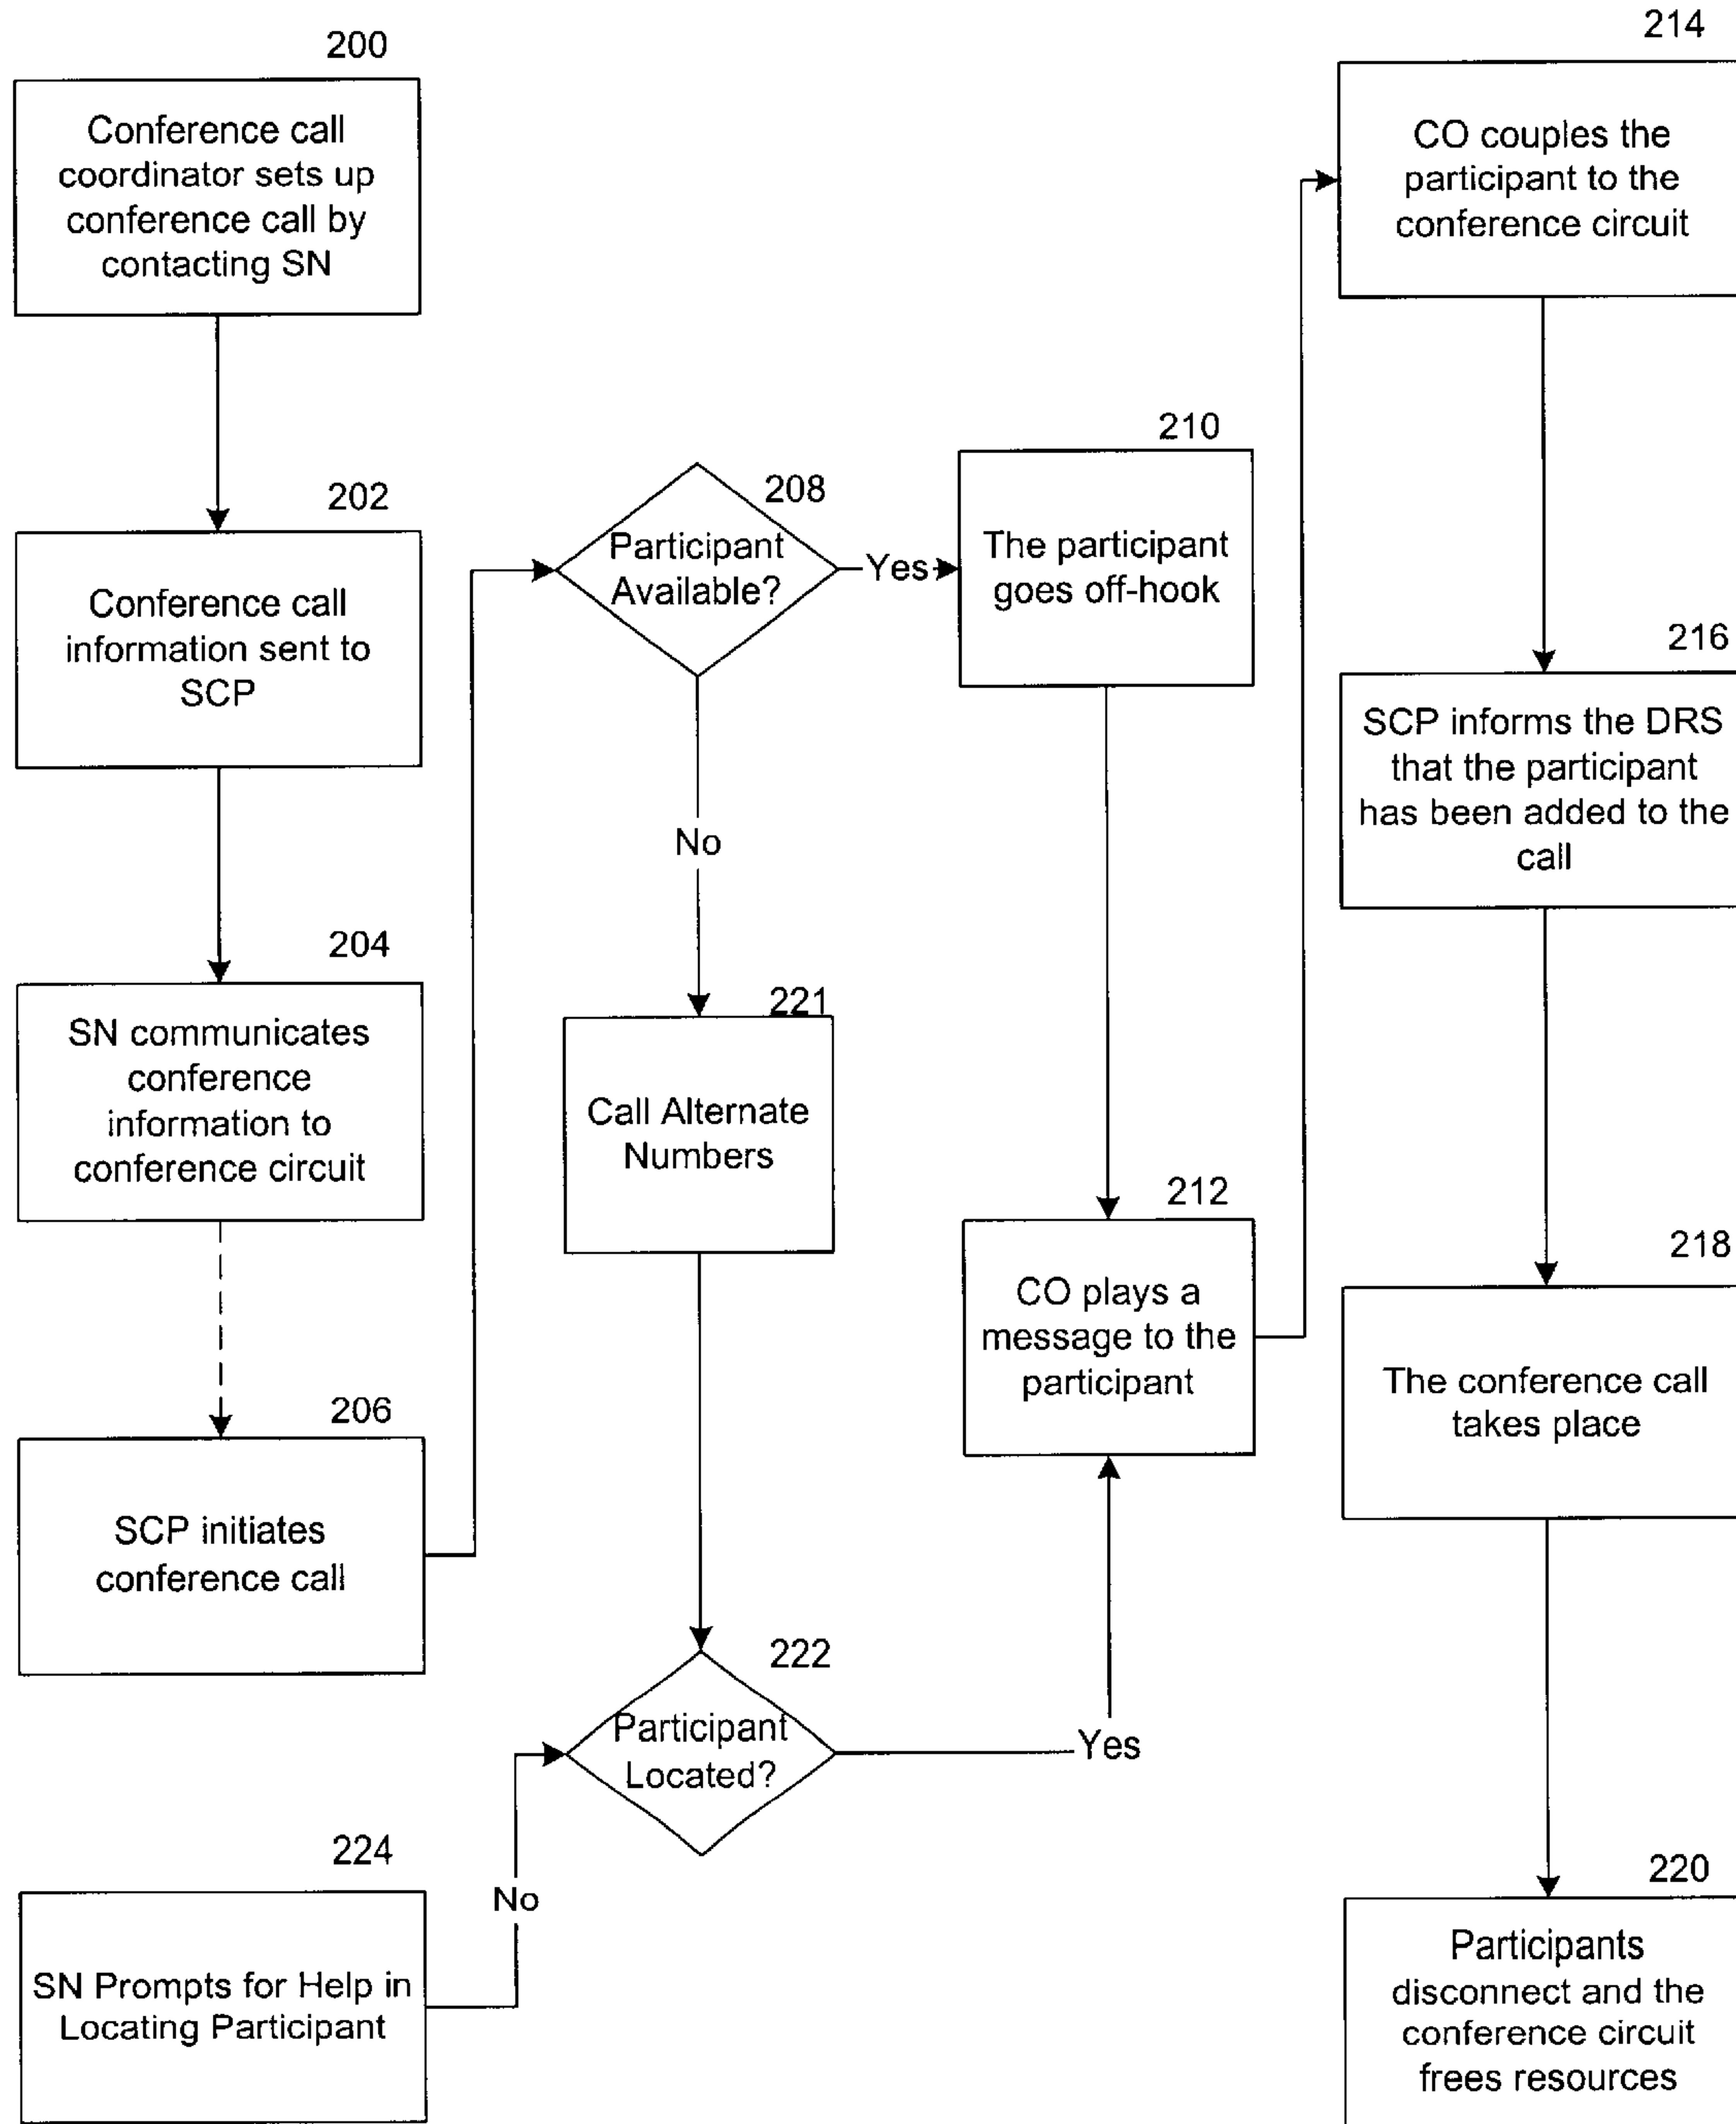 200
Conference call
coordinator sets up
conference call by
contacting SN
202
Conference call
information sent to
SCP
204
SN communicates
conference
information to
conference circuit
206
SCP initiates
conference call
208
Participant
Available?
Yes
No
210
The participant
goes off-hook
221
Call Alternate
Numbers
212
CO plays a
message to the
participant
222
Participant
Located?
Yes
No
224
SN Prompts for Help in
Locating Participant
214
CO couples the
participant to the
conference circuit
216
SCP informs the DRS
that the participant
has been added to the
call
218
The conference call
takes place
220
Participants
disconnect and the
conference circuit
frees resources